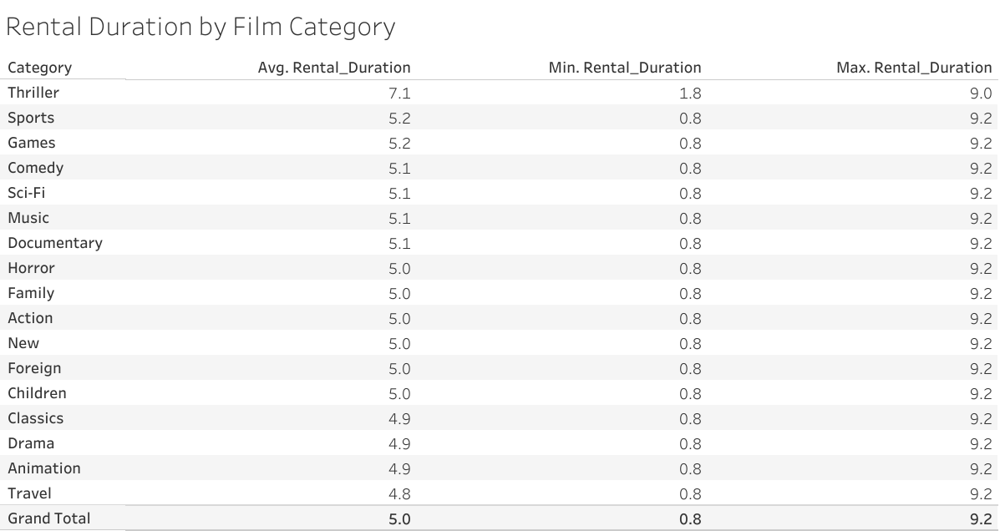 Rental Duration by Film Category
Category Avg. Rental_Duration Min. Rental_Duration Max. Rental_Duration
Thriller 7.1 1.8 9.0
Sports 5.2 0.8 9.2
Games 5.2 0.8 9.2
Comedy 5.1 0.8 9.2
Sci-Fi 5.1 0.8 9.2
Music 5.1 0.8 9.2
Documentary 5.1 0.8 9.2
Horror 5.0 0.8 9.2
Family 5.0 0.8 9.2
Action 5.0 0.8 9.2
New 5.0 0.8 9.2
Foreign 5.0 0.8 9.2
Children 5.0 0.8 9.2
Classics 4.9 0.8 9.2
Drama 4.9 0.8 9.2
Animation 4.9 0.8 9.2
Travel 4.8 0.8 9.2
Grand Total 5.0 0.8 9.2